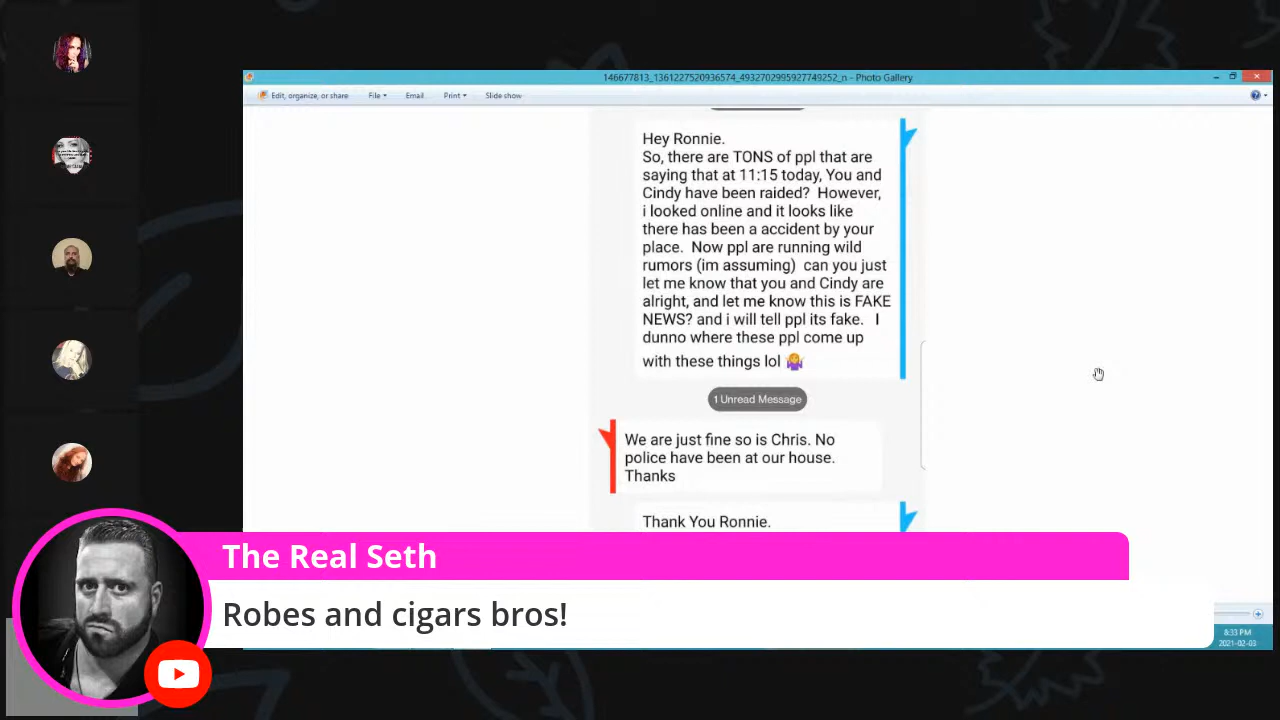 146677813_1361227520936574_4932702995927749252_n - Photo Gallery
Edit, organize, or share File Email Print Slide show
Hey Ronnie.
So, there are TONS of ppl that are
saying that at 11:15 today, You and
Cindy have been raided? However,
i looked online and it looks like
there has been a accident by your
place. Now ppl are running wild
rumors (im assuming) can you just
let me know that you and Cindy are
alright, and let me know this is FAKE
NEWS? and i will tell ppl its fake. I
dunno where these ppl come up
with these things lol 🤷
1 Unread Message
We are just fine so is Chris. No
police have been at our house.
Thanks
Thank You Ronnie.
The Real Seth
Robes and cigars bros!
8:33 PM
2021-02-03